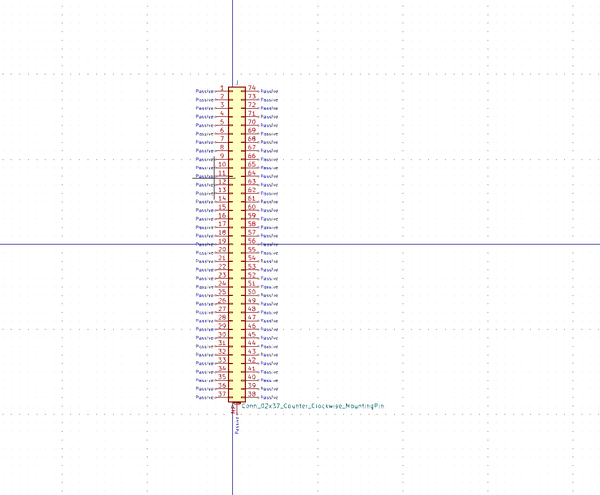 J
Passive 1 74 Passive
Passive 2 73 Passive
Passive 3 72 Passive
Passive 4 71 Passive
Passive 5 70 Passive
Passive 6 69 Passive
Passive 7 68 Passive
Passive 8 67 Passive
Passive 9 66 Passive
Passive 10 65 Passive
Passive 11 64 Passive
Passive 12 63 Passive
Passive 13 62 Passive
Passive 14 61 Passive
Passive 15 60 Passive
Passive 16 59 Passive
Passive 17 58 Passive
Passive 18 57 Passive
Passive 19 56 Passive
Passive 20 55 Passive
Passive 21 54 Passive
Passive 22 53 Passive
Passive 23 52 Passive
Passive 24 51 Passive
Passive 25 50 Passive
Passive 26 49 Passive
Passive 27 48 Passive
Passive 28 47 Passive
Passive 29 46 Passive
Passive 30 45 Passive
Passive 31 44 Passive
Passive 32 43 Passive
Passive 33 42 Passive
Passive 34 41 Passive
Passive 35 40 Passive
Passive 36 39 Passive
Passive 37 38 Passive
Conn_02x37_Counter_Clockwise_MountingPin
Passive